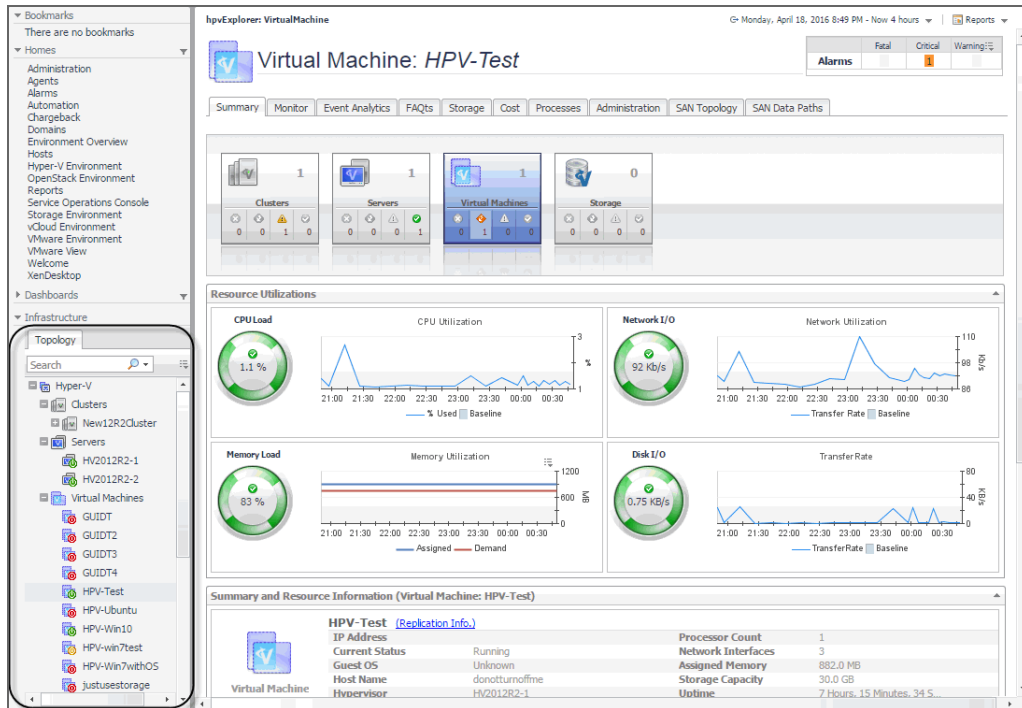 Bookmarks
There are no bookmarks
Homes
Administration
Agents
Alarms
Automation
Chargeback
Domains
Environment Overview
Hosts
Hyper-V Environment
OpenStack Environment
Reports
Service Operations Console
Storage Environment
vCloud Environment
VMware Environment
VMware View
Welcome
XenDesktop
Dashboards
Infrastructure
Topology
Search
Hyper-V
Clusters
New12R2Cluster
Servers
HV2012R2-1
HV2012R2-2
Virtual Machines
GUIDT
GUIDT2
GUIDT3
GUIDT4
HPV-Test
HPV-Ubuntu
HPV-Win10
HPV-win7test
HPV-Win7withOS
justusestorage
hpvExplorer: VirtualMachine
Monday, April 18, 2016 8:49 PM - Now 4 hours
Reports
Virtual Machine: HPV-Test
Fatal Critical Warning
Alarms 1
Summary Monitor Event Analytics FAQts Storage Cost Processes Administration SAN Topology SAN Data Paths
1 1 1 0
Clusters Servers Virtual Machines Storage
0 0 1 0 0 0 0 1 0 1 0 0 0 0 0 0
Resource Utilizations
CPU Load
1.1 %
CPU Utilization
3
%
1
21:00 21:30 22:00 22:30 23:00 23:30 00:00 00:30
% Used Baseline
Network I/O
92 Kb/s
Network Utilization
110
98
86
Kb/s
21:00 21:30 22:00 22:30 23:00 23:30 00:00 00:30
Transfer Rate Baseline
Memory Load
83 %
Memory Utilization
1200
600
0
MB
21:00 21:30 22:00 22:30 23:00 23:30 00:00 00:30
Assigned Demand
Disk I/O
0.75 KB/s
TransferRate
80
40
0
KB/s
21:00 21:30 22:00 22:30 23:00 23:30 00:00 00:30
TransferRate Baseline
Summary and Resource Information (Virtual Machine: HPV-Test)
Virtual Machine
HPV-Test (Replication Info.)
IP Address Processor Count 1
Current Status Running Network Interfaces 3
Guest OS Unknown Assigned Memory 882.0 MB
Host Name donotturnoffme Storage Capacity 30.0 GB
Hypervisor HV2012R2-1 Uptime 7 Hours, 15 Minutes, 34 S...